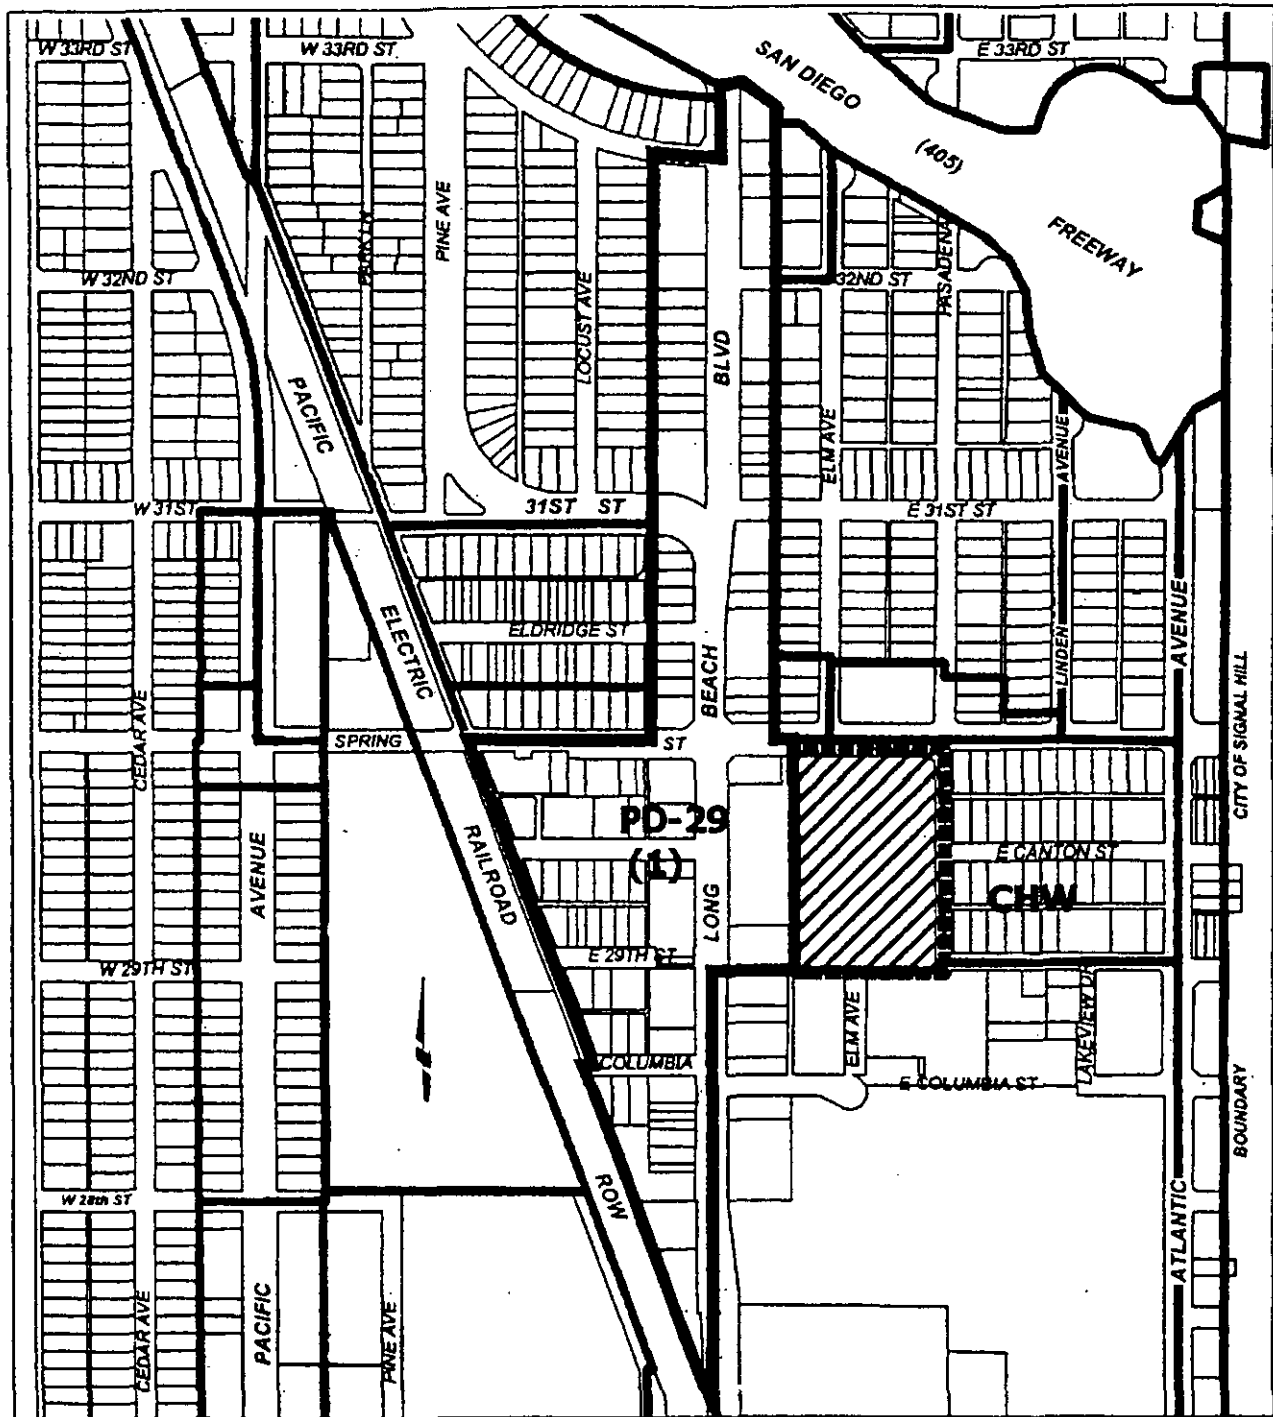 W 33RD ST
W 33RD ST
SAN DIEGO
E 33RD ST
(405)
FREEWAY
PARK LN
PINE AVE
PASADENA
W 32ND ST
LOCUST AVE
32ND ST
BLVD
PACIFIC
ELM AVE
AVENUE
W 31ST
31ST ST
E 31ST ST
ELECTRIC
ELDRIDGE ST
LINDEN
AVENUE
BEACH
CITY OF SIGNAL HILL
CEDAR AVE
SPRING
ST
PD-29
(1)
RAILROAD
AVENUE
E CANTON ST
CHW
LONG
W 29TH ST
E 29TH ST
ELM AVE
LAKEVIEW DR
COLUMBIA
E COLUMBIA ST
BOUNDARY
W 28th ST
ROW
ATLANTIC
CEDAR AVE
PACIFIC
PINE AVE